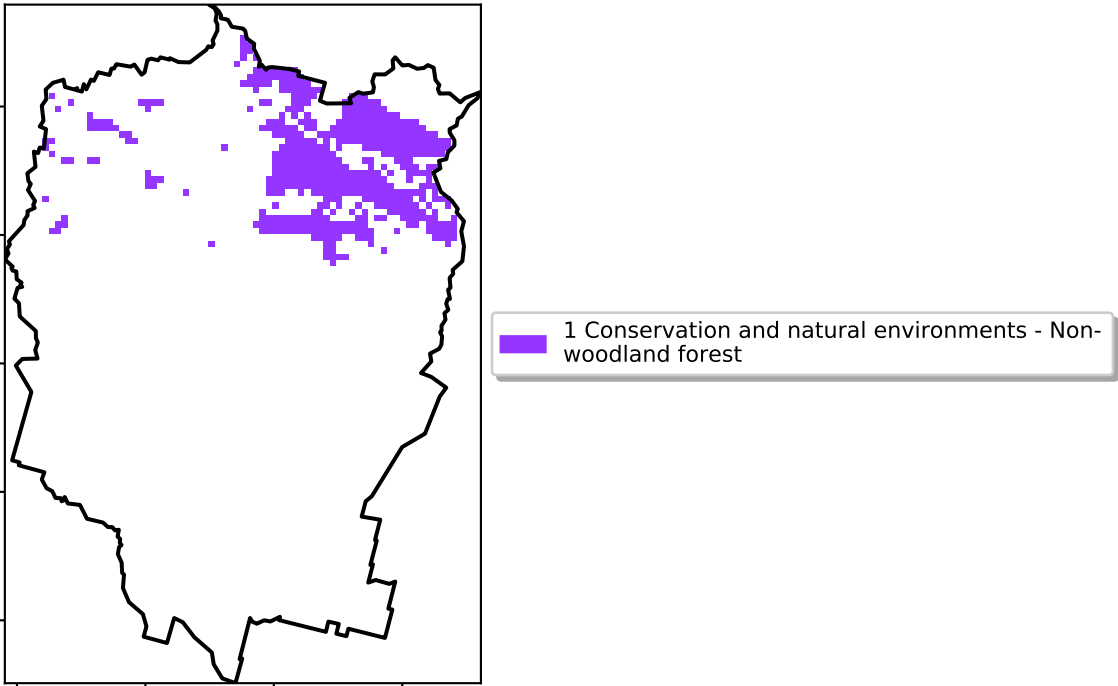 1 Conservation and natural environments - Non-
woodland forest